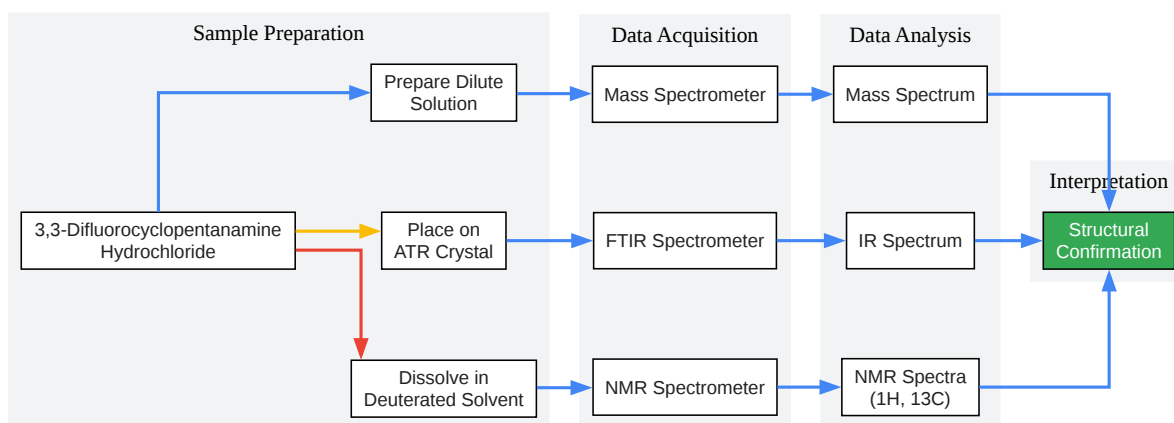 Sample Preparation
Data Acquisition
Data Analysis
Prepare Dilute
Solution
Mass Spectrometer
Mass Spectrum
Interpretation
3,3-Difluorocyclopentanamine
Hydrochloride
Place on
ATR Crystal
FTIR Spectrometer
IR Spectrum
Structural
Confirmation
Dissolve in
Deuterated Solvent
NMR Spectrometer
NMR Spectra
(1H, 13C)